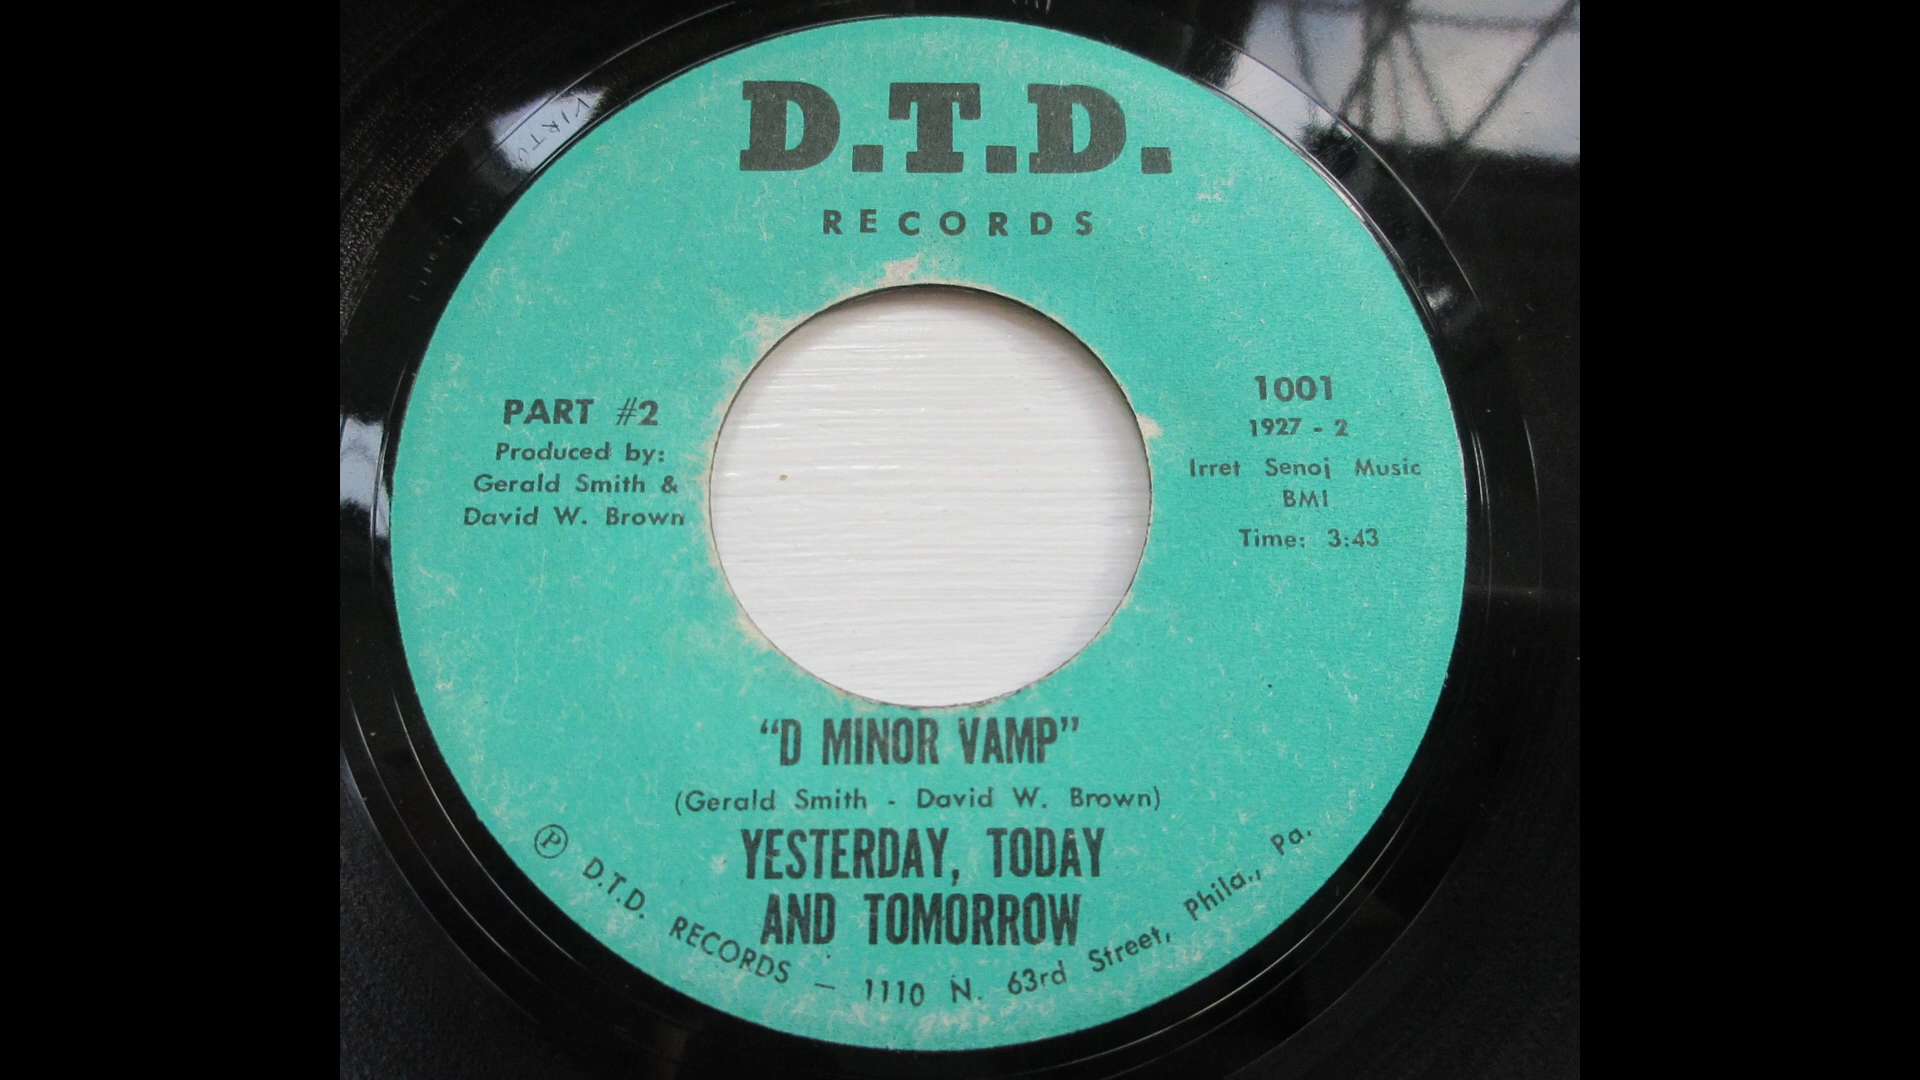 D.T.D.
RECORDS
PART #2
Produced by:
Gerald Smith &
David W. Brown
1001
1927 - 2
Irret Senoj Music
BMI
Time: 3:43
"D MINOR VAMP"
(Gerald Smith - David W. Brown)
YESTERDAY, TODAY
AND TOMORROW
Ⓟ D.T.D. RECORDS — 1110 N. 63rd Street, Phila., Pa.